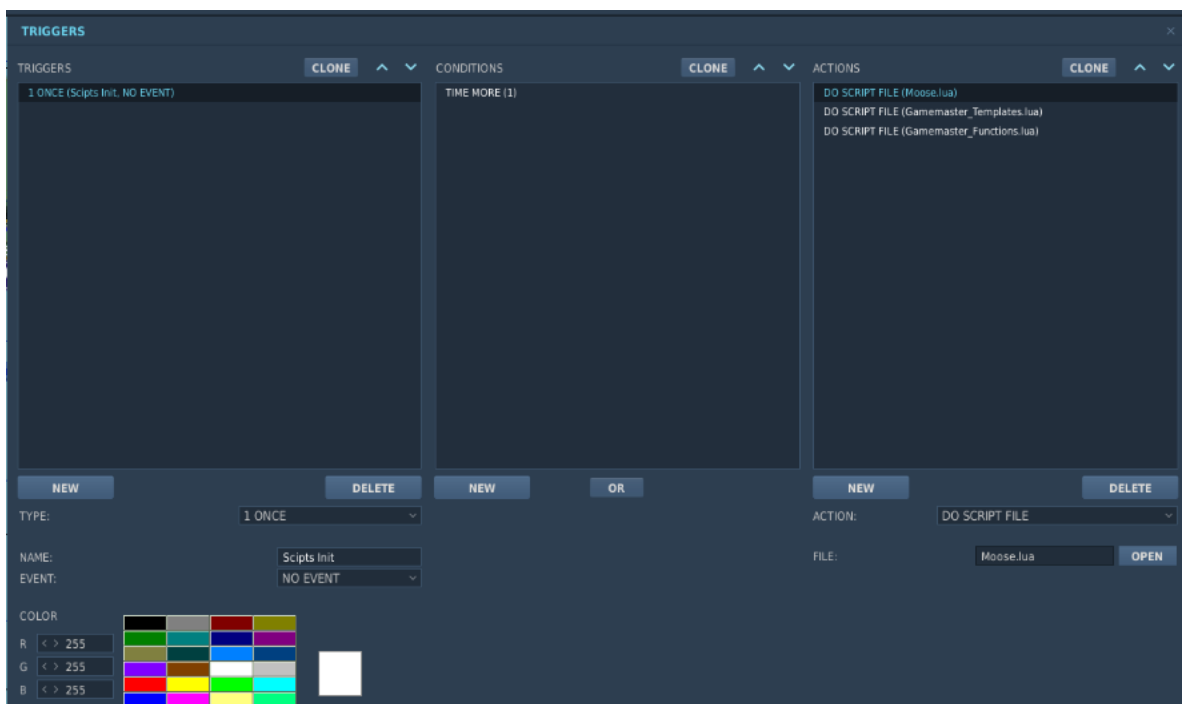 TRIGGERS
TRIGGERS CLONE CONDITIONS CLONE ACTIONS CLONE
1 ONCE (Scipts Init, NO EVENT) TIME MORE (1) DO SCRIPT FILE (Moose.lua)
DO SCRIPT FILE (Gamemaster_Templates.lua)
DO SCRIPT FILE (Gamemaster_Functions.lua)
NEW DELETE NEW OR NEW DELETE
TYPE: 1 ONCE ACTION: DO SCRIPT FILE
NAME: Scipts Init FILE: Moose.lua OPEN
EVENT: NO EVENT
COLOR
R < > 255
G < > 255
B < > 255